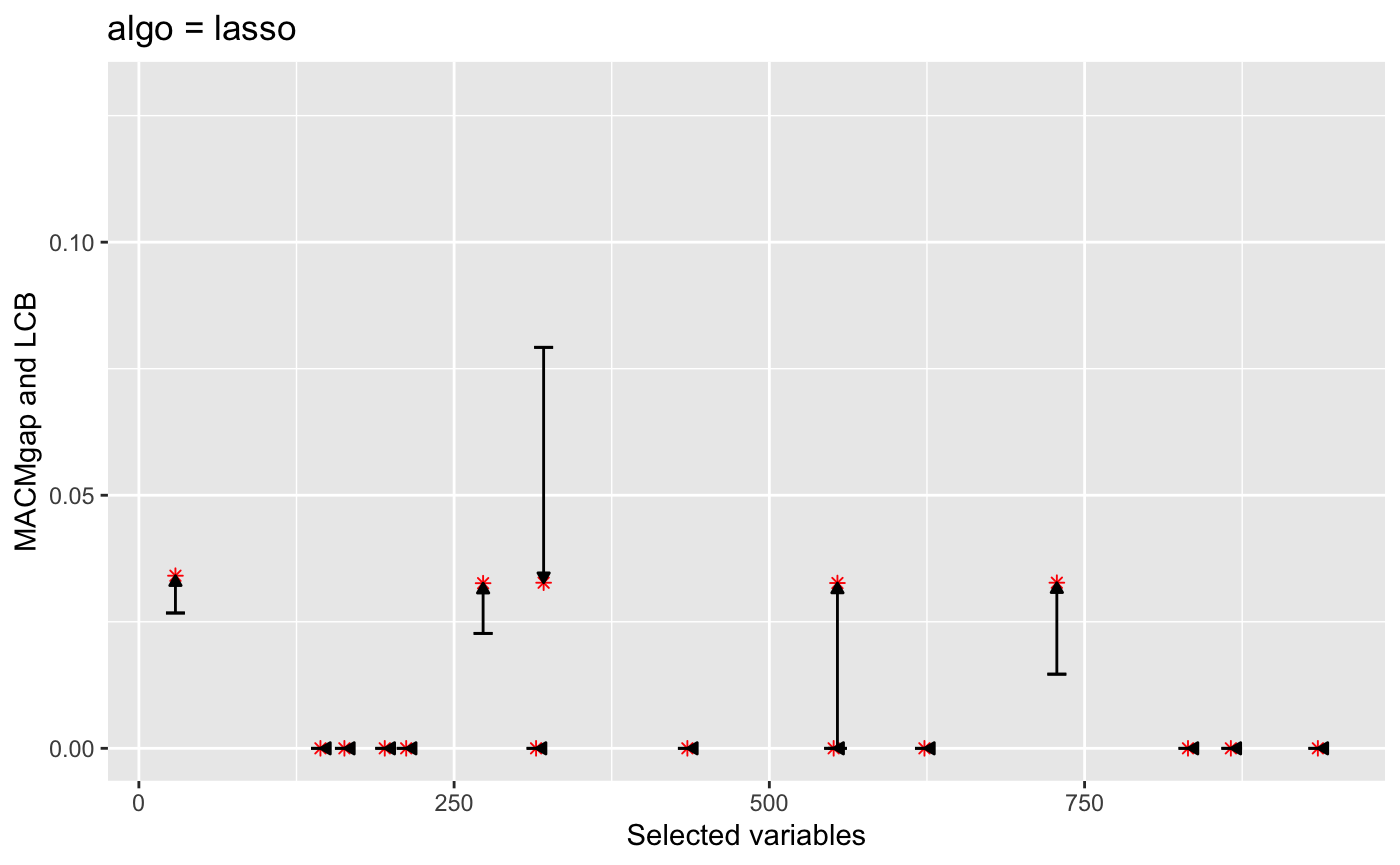 algo = lasso
MACMgap and LCB
0.10
0.05
0.00
0 250 500 750
Selected variables